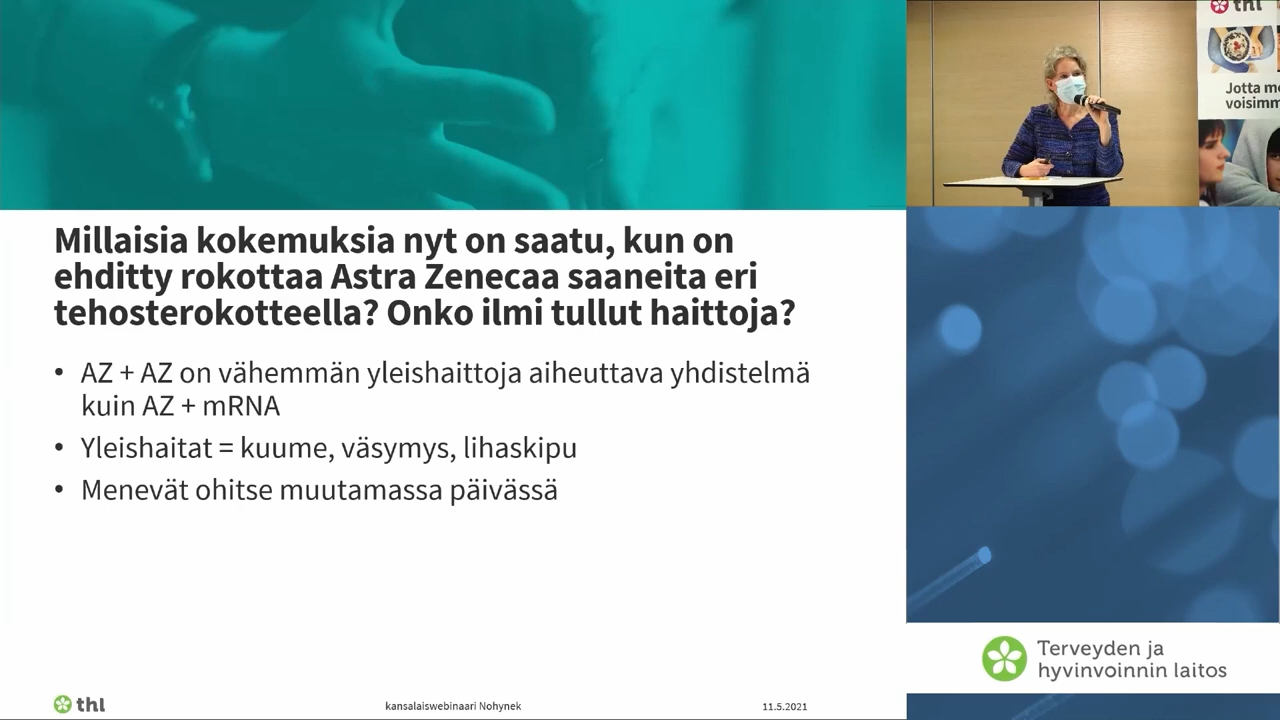 Millaisia kokemuksia nyt on saatu, kun on
ehditty rokottaa Astra Zenecaa saaneita eri
tehosterokotteella? Onko ilmi tullut haittoja?
• AZ + AZ on vähemmän yleishaittoja aiheuttava yhdistelmä
kuin AZ + mRNA
• Yleishaitat = kuume, väsymys, lihaskipu
• Menevät ohitse muutamassa päivässä
thl
kansalaiswebinaari Nohynek
11.5.2021
thl
Jotta
voisimm
Terveyden ja
hyvinvoinnin laitos